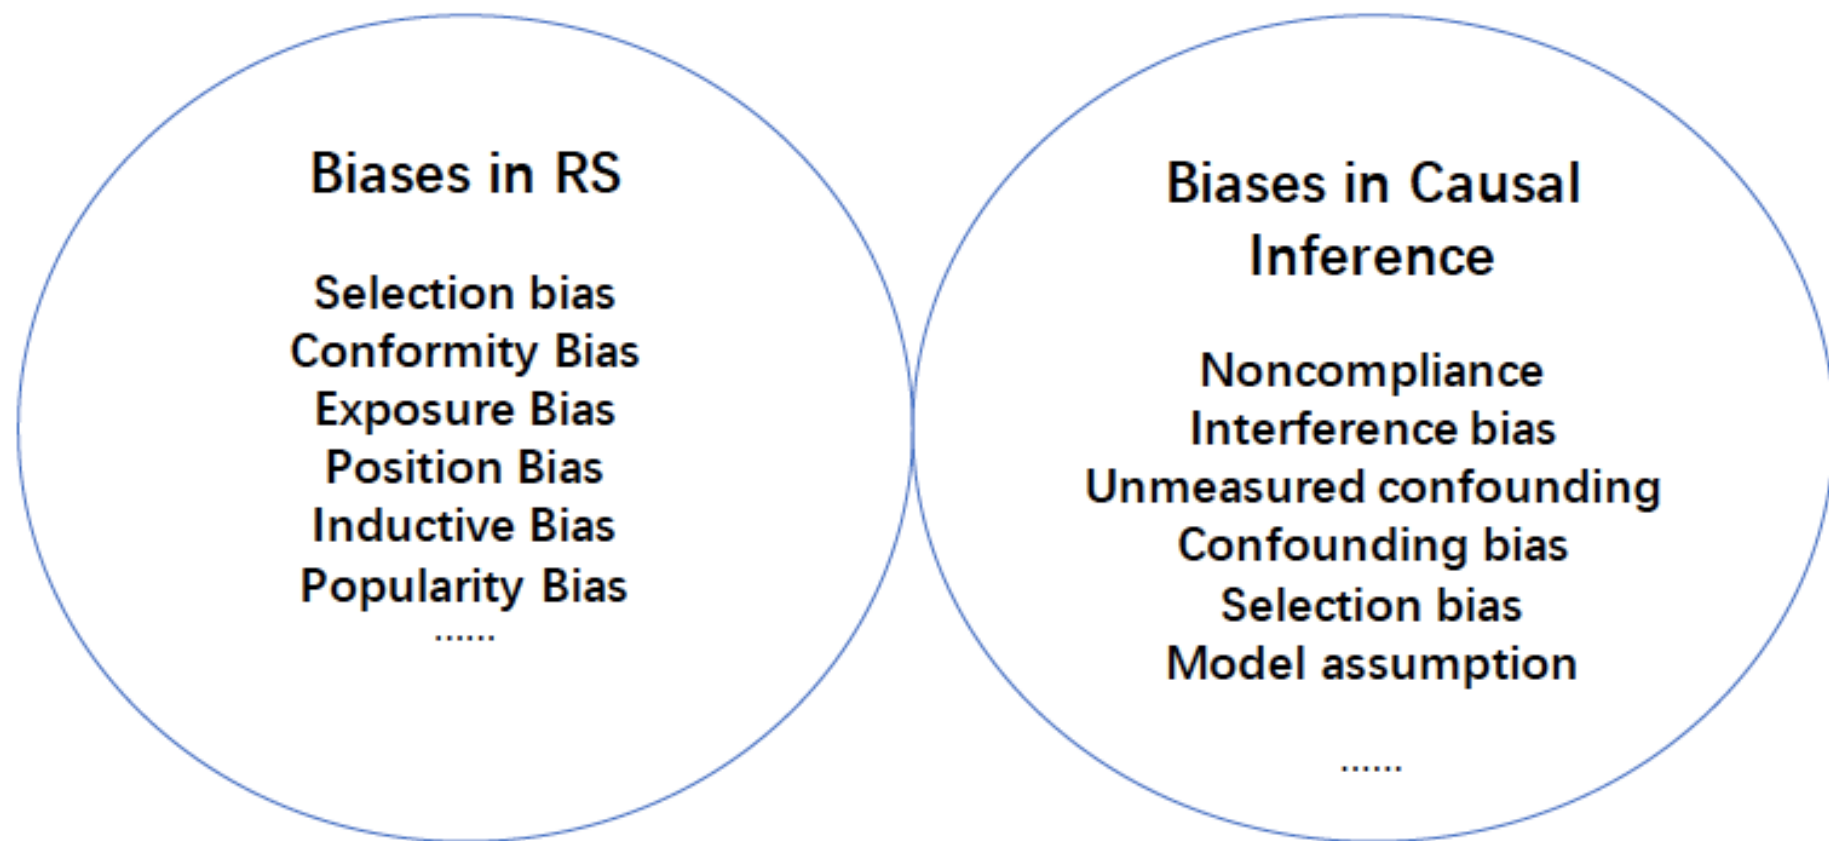 Biases in RS
Selection bias
Conformity Bias
Exposure Bias
Position Bias
Inductive Bias
Popularity Bias
......
Biases in Causal
Inference
Noncompliance
Interference bias
Unmeasured confounding
Confounding bias
Selection bias
Model assumption
......